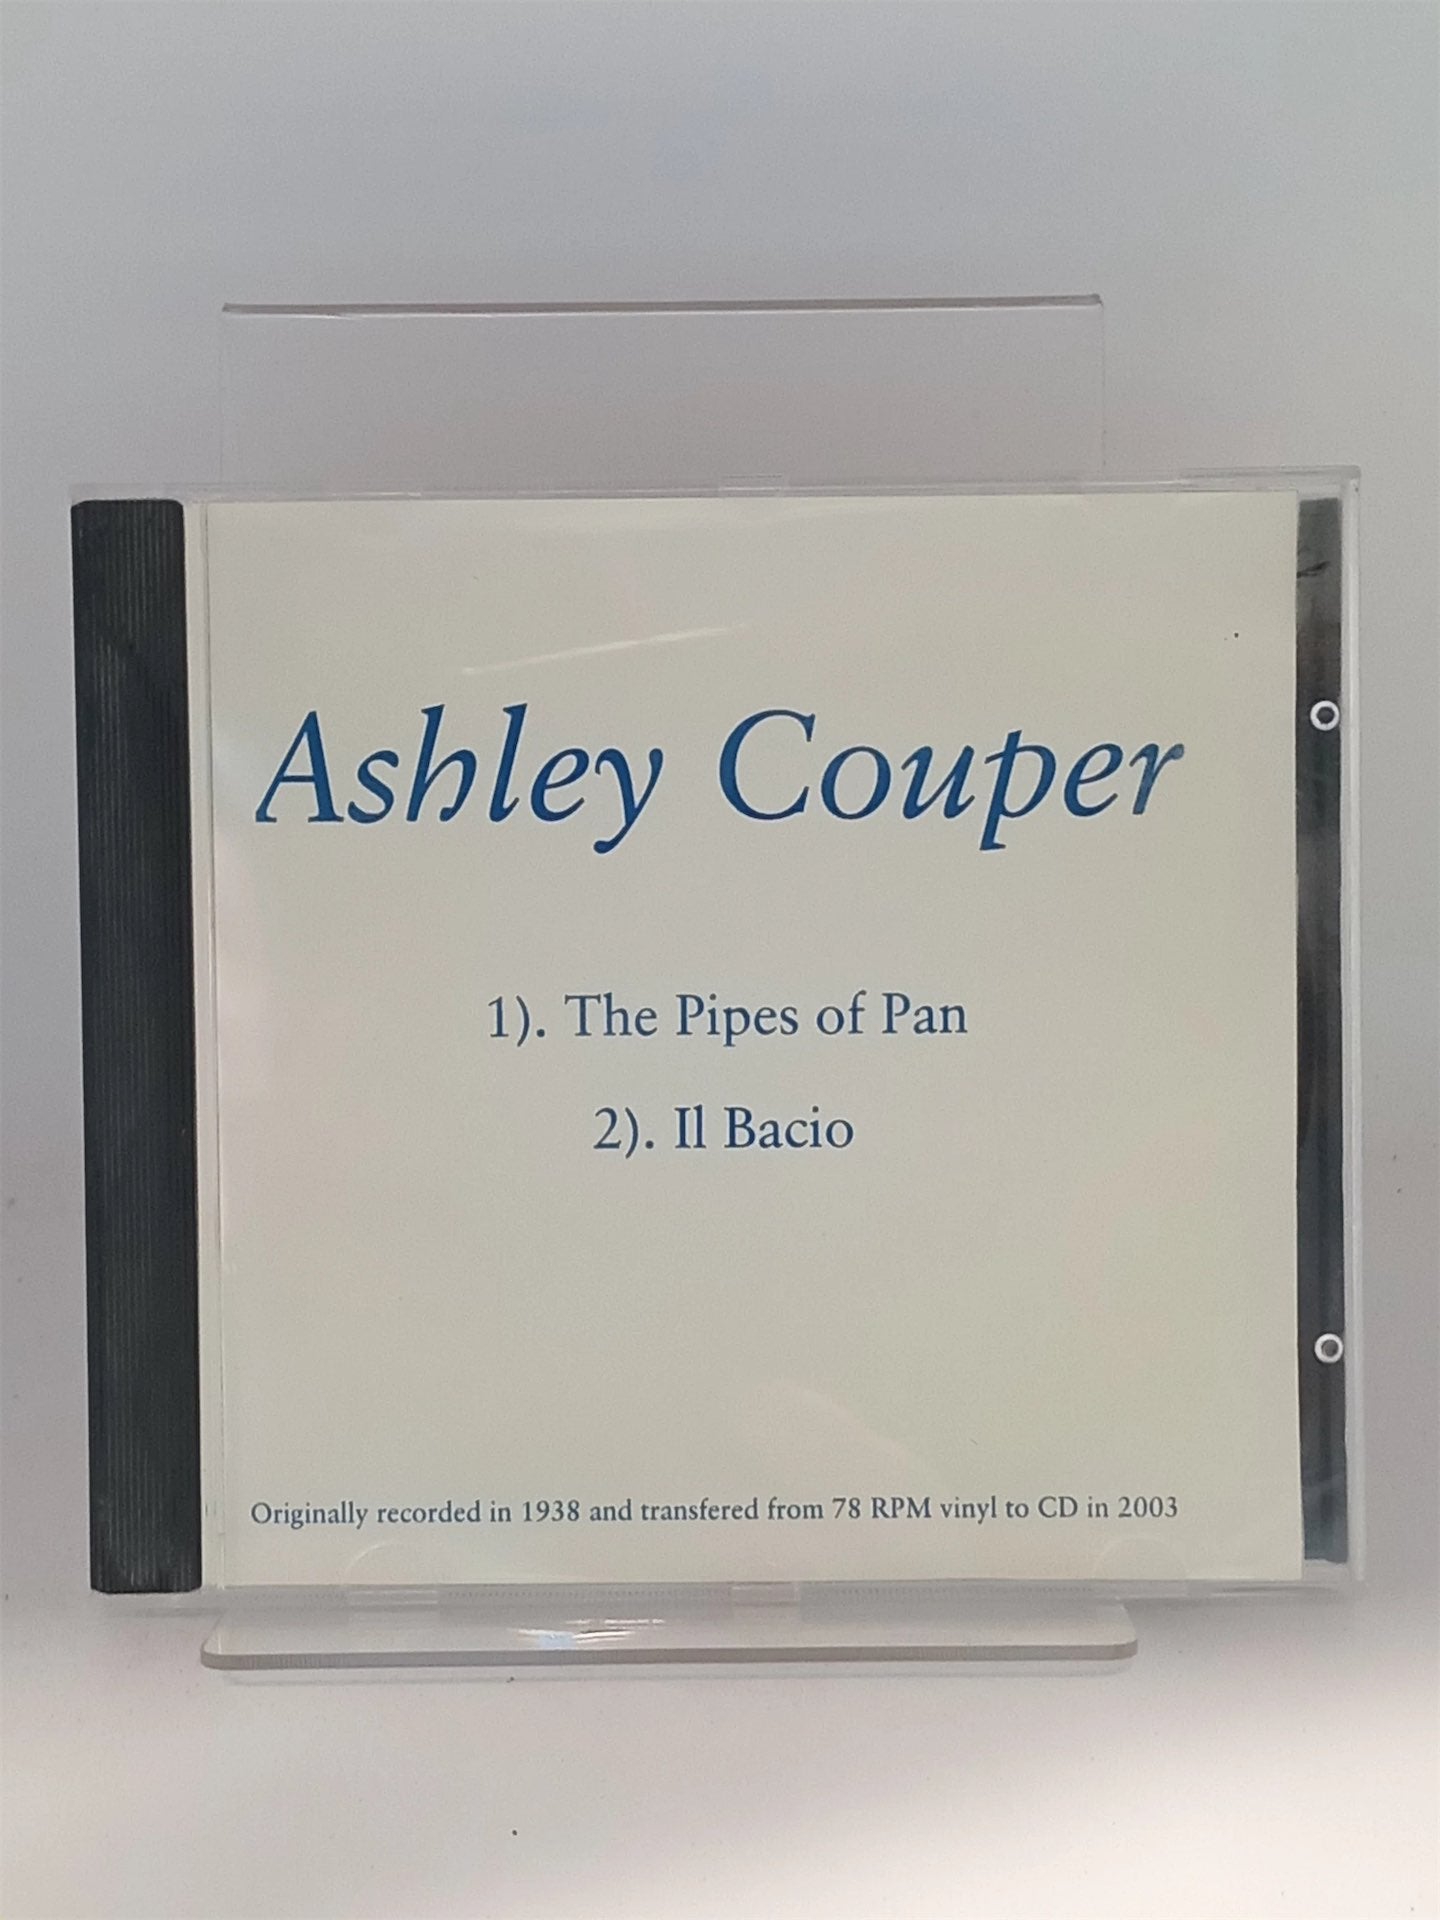 Ashley Couper
1). The Pipes of Pan
2). Il Bacio
Originally recorded in 1938 and transfered from 78 RPM vinyl to CD in 2003